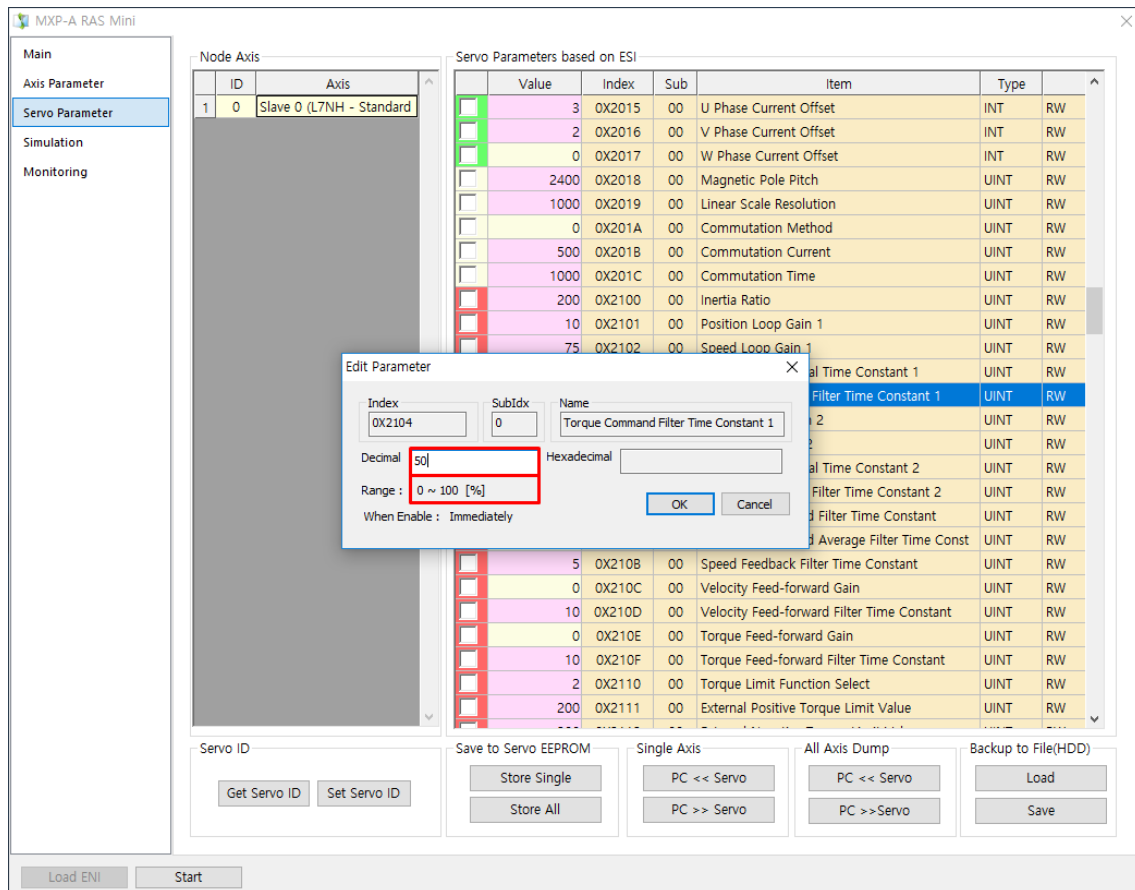 MXP-A RAS Mini
Main
Axis Parameter
Servo Parameter
Simulation
Monitoring
Node Axis
ID Axis
1 0 Slave 0 (L7NH - Standard
Servo Parameters based on ESI
Value Index Sub Item Type
3 0X2015 00 U Phase Current Offset INT RW
2 0X2016 00 V Phase Current Offset INT RW
0 0X2017 00 W Phase Current Offset INT RW
2400 0X2018 00 Magnetic Pole Pitch UINT RW
1000 0X2019 00 Linear Scale Resolution UINT RW
0 0X201A 00 Commutation Method UINT RW
500 0X201B 00 Commutation Current UINT RW
1000 0X201C 00 Commutation Time UINT RW
200 0X2100 00 Inertia Ratio UINT RW
10 0X2101 00 Position Loop Gain 1 UINT RW
75 0X2102 00 Speed Loop Gain 1 UINT RW
al Time Constant 1 UINT RW
Filter Time Constant 1 UINT RW
2 UINT RW
UINT RW
al Time Constant 2 UINT RW
Filter Time Constant 2 UINT RW
d Filter Time Constant UINT RW
d Average Filter Time Const UINT RW
5 0X210B 00 Speed Feedback Filter Time Constant UINT RW
0 0X210C 00 Velocity Feed-forward Gain UINT RW
10 0X210D 00 Velocity Feed-forward Filter Time Constant UINT RW
0 0X210E 00 Torque Feed-forward Gain UINT RW
10 0X210F 00 Torque Feed-forward Filter Time Constant UINT RW
2 0X2110 00 Torque Limit Function Select UINT RW
200 0X2111 00 External Positive Torque Limit Value UINT RW
Edit Parameter
Index SubIdx Name
0X2104 0 Torque Command Filter Time Constant 1
Decimal 50 Hexadecimal
Range : 0 ~ 100 [%]
When Enable : Immediately
OK Cancel
Servo ID
Get Servo ID Set Servo ID
Save to Servo EEPROM
Store Single
Store All
Single Axis
PC << Servo
PC >> Servo
All Axis Dump
PC << Servo
PC >>Servo
Backup to File(HDD)
Load
Save
Load ENI Start